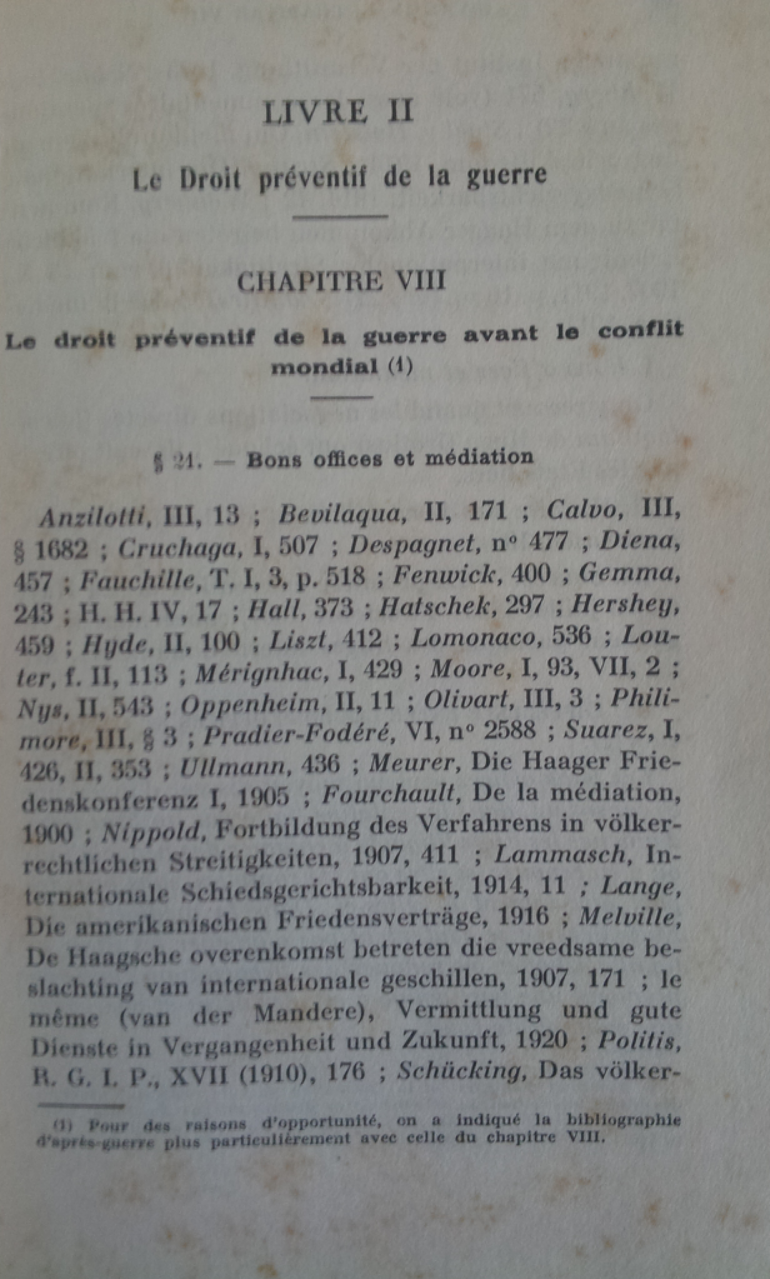 LIVRE II
Le Droit préventif de la guerre
CHAPITRE VIII
Le droit préventif de la guerre avant le conflit
mondial (1)
§ 21. — Bons offices et médiation
Anzilotti, III, 13 ; Bevilaqua, II, 171 ; Calvo, III,
§ 1682 ; Cruchaga, I, 507 ; Despagnet, nº 477 ; Diena,
457 ; Fauchille, T. I, 3, p. 518 ; Fenwick, 400 ; Gemma,
243 ; H. H. IV, 17 ; Hall, 373 ; Hatschek, 297 ; Hershey,
459 ; Hyde, II, 100 ; Liszt, 412 ; Lomonaco, 536 ; Lou-
ter, f. II, 113 ; Mérignhac, I, 429 ; Moore, I, 93, VII, 2 ;
Nys, II, 543 ; Oppenheim, II, 11 ; Olivart, III, 3 ; Phili-
more, III, § 3 ; Pradier-Fodéré, VI, nº 2588 ; Suarez, I,
426, II, 353 ; Ullmann, 436 ; Meurer, Die Haager Frie-
denskonferenz I, 1905 ; Fourchault, De la médiation,
1900 ; Nippold, Fortbildung des Verfahrens in völker-
rechtlichen Streitigkeiten, 1907, 411 ; Lammasch, In-
ternationale Schiedsgerichtsbarkeit, 1914, 11 ; Lange,
Die amerikanischen Friedensverträge, 1916 ; Melville,
De Haagsche overenkomst betreten die vreedsame be-
slachting van internationale geschillen, 1907, 171 ; le
même (van der Mandere), Vermittlung und gute
Dienste in Vergangenheit und Zukunft, 1920 ; Politis,
R. G. I. P., XVII (1910), 176 ; Schücking, Das völker-
(1) Pour des raisons d'opportunité, on a indiqué la bibliographie
d'après-guerre plus particulièrement avec celle du chapitre VIII.